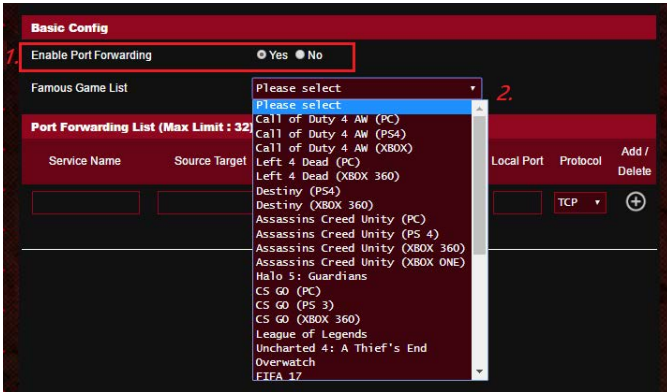 Basic Config
1.
Enable Port Forwarding Yes No
Famous Game List Please select
2.
Please select
Call of Duty 4 AW (PC)
Call of Duty 4 AW (PS4)
Call of Duty 4 AW (XBOX)
Left 4 Dead (PC)
Left 4 Dead (XBOX 360)
Destiny (PS4)
Destiny (XBOX 360)
Assassins Creed Unity (PC)
Assassins Creed Unity (PS 4)
Assassins Creed Unity (XBOX 360)
Assassins Creed Unity (XBOX ONE)
Halo 5: Guardians
CS GO (PC)
CS GO (PS 3)
CS GO (XBOX 360)
League of Legends
Uncharted 4: A Thief's End
Overwatch
FIFA 17
Port Forwarding List (Max Limit : 32)
Service Name Source Target Local Port Protocol Add / Delete
TCP